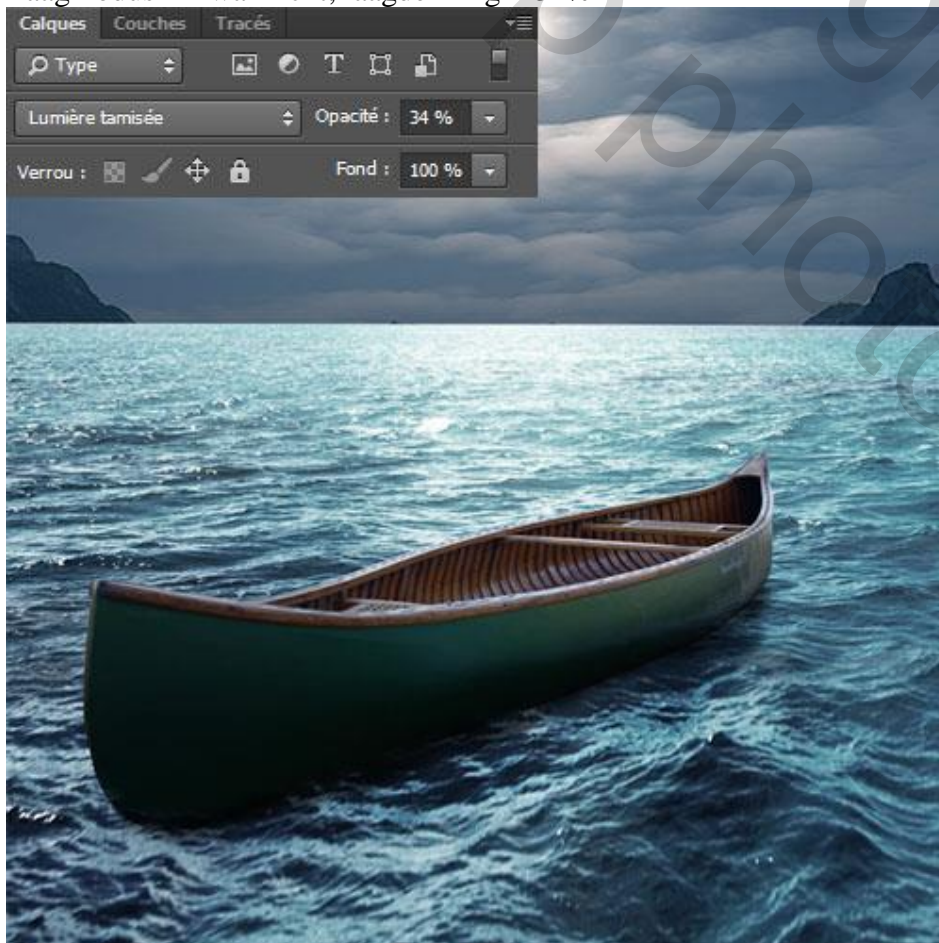 Calques Couches Tracés
Type
Lumière tamisée Opacité : 34 %
Verrou : Fond : 100 %